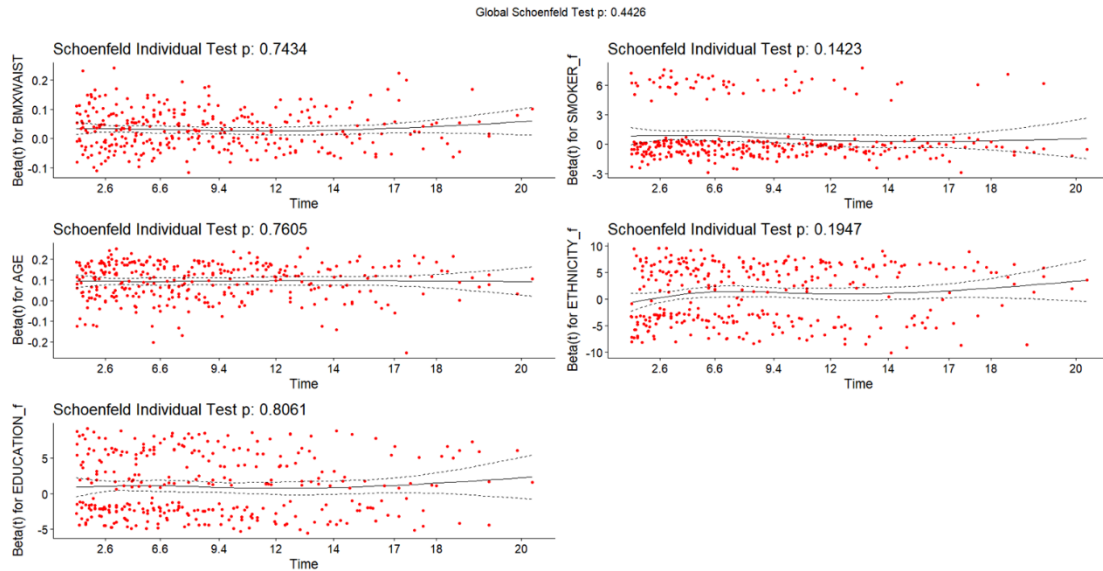 Global Schoenfeld Test p: 0.4426
Schoenfeld Individual Test p: 0.7434
Beta(t) for BMXWAIST
0.2
0.1
0.0
-0.1
2.6 6.6 9.4 12 14 17 18 20
Time
Schoenfeld Individual Test p: 0.1423
Beta(t) for SMOKER_f
6
3
0
-3
2.6 6.6 9.4 12 14 17 18 20
Time
Schoenfeld Individual Test p: 0.7605
Beta(t) for AGE
0.2
0.1
0.0
-0.1
-0.2
2.6 6.6 9.4 12 14 17 18 20
Time
Schoenfeld Individual Test p: 0.1947
Beta(t) for ETHNICITY_f
10
5
0
-5
-10
2.6 6.6 9.4 12 14 17 18 20
Time
Schoenfeld Individual Test p: 0.8061
Beta(t) for EDUCATION_f
5
0
-5
2.6 6.6 9.4 12 14 17 18 20
Time